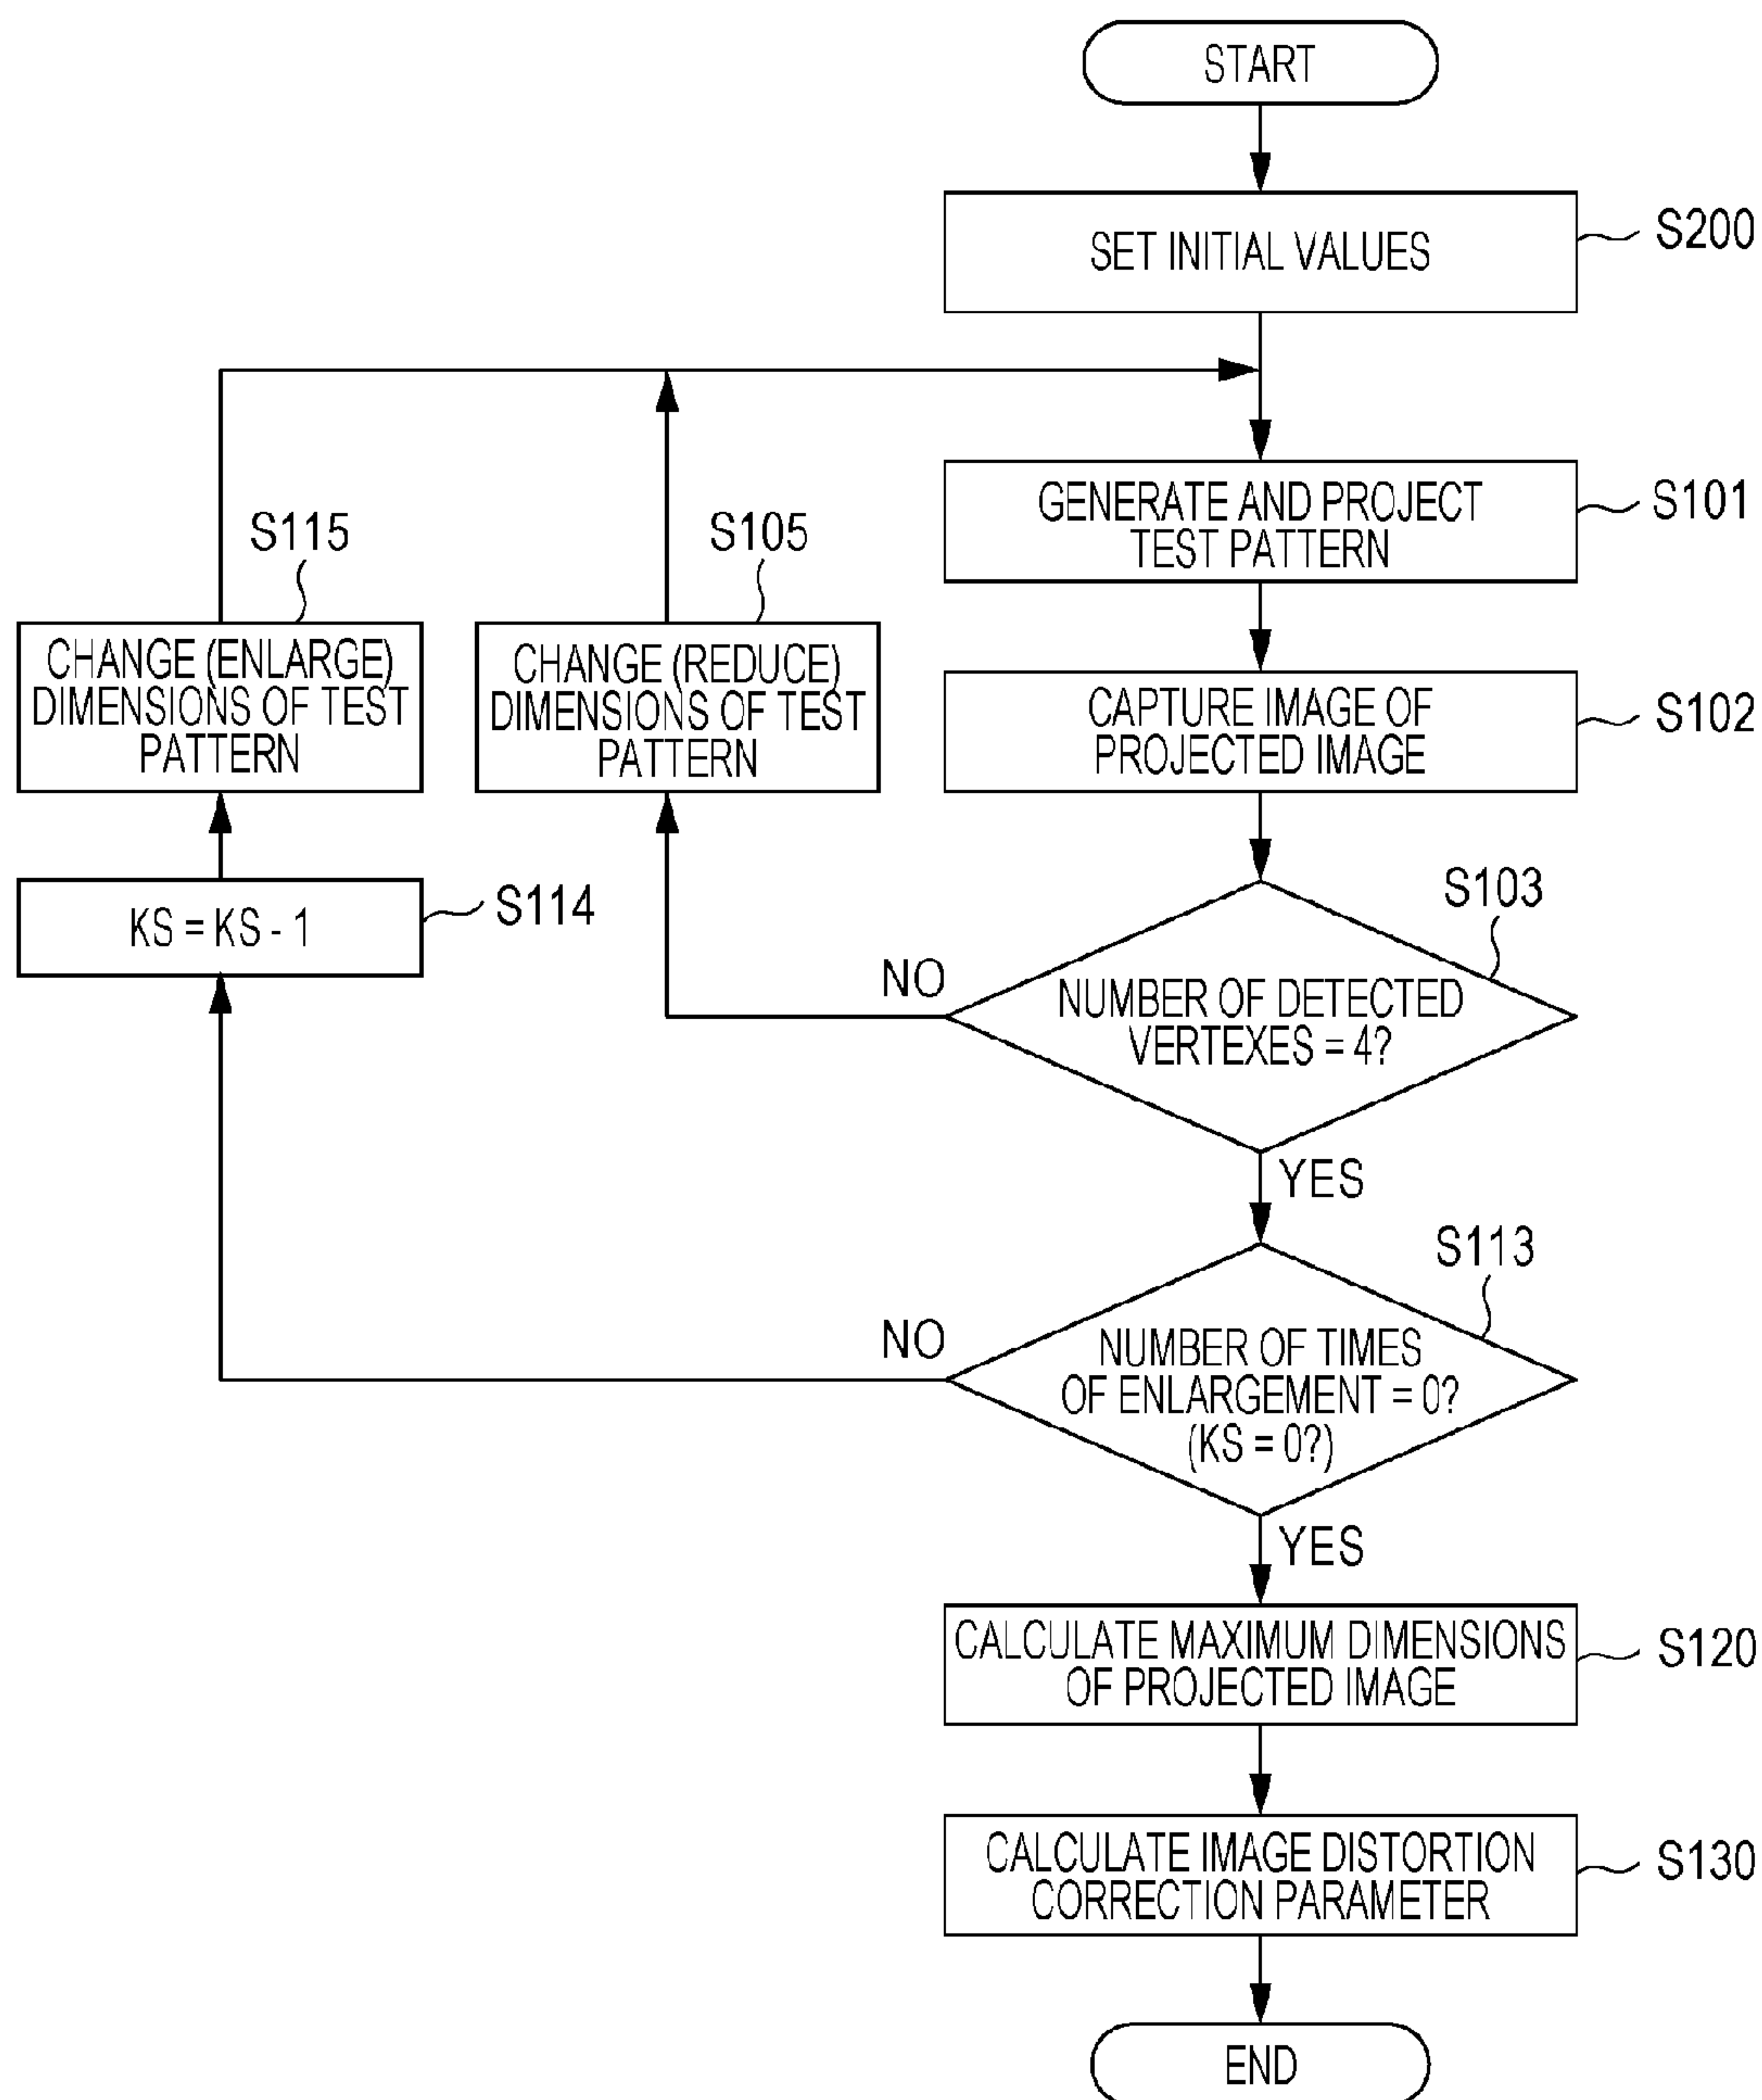 START
SET INITIAL VALUES
S200
GENERATE AND PROJECT
TEST PATTERN
S101
S115
S105
CHANGE (ENLARGE)
DIMENSIONS OF TEST
PATTERN
CHANGE (REDUCE)
DIMENSIONS OF TEST
PATTERN
CAPTURE IMAGE OF
PROJECTED IMAGE
S102
KS = KS - 1
S114
S103
NO
NUMBER OF DETECTED
VERTEXES = 4?
YES
S113
NO
NUMBER OF TIMES
OF ENLARGEMENT = 0?
(KS = 0?)
YES
CALCULATE MAXIMUM DIMENSIONS
OF PROJECTED IMAGE
S120
CALCULATE IMAGE DISTORTION
CORRECTION PARAMETER
S130
END